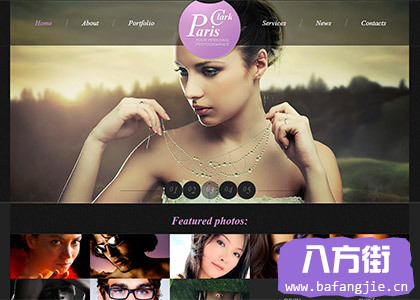 Home
About
Portfolio
Paris
Clark
YOUR PERSONAL
PHOTOGRAPHER
Services
News
Contacts
01 02 03 04 05
Featured photos:
八方街
www.bafangjie.cn